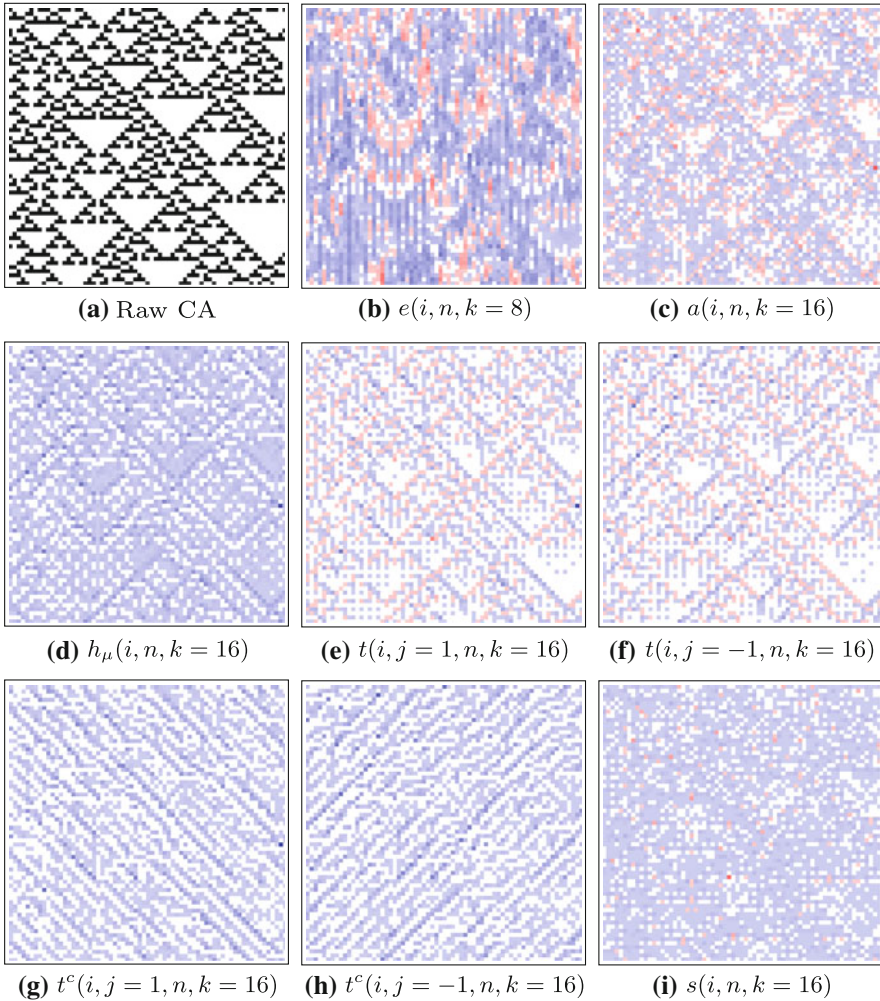 (a) Raw CA
(b) e(i, n, k = 8)
(c) a(i, n, k = 16)
(d) hμ(i, n, k = 16)
(e) t(i, j = 1, n, k = 16)
(f) t(i, j = −1, n, k = 16)
(g) tᶜ(i, j = 1, n, k = 16)
(h) tᶜ(i, j = −1, n, k = 16)
(i) s(i, n, k = 16)